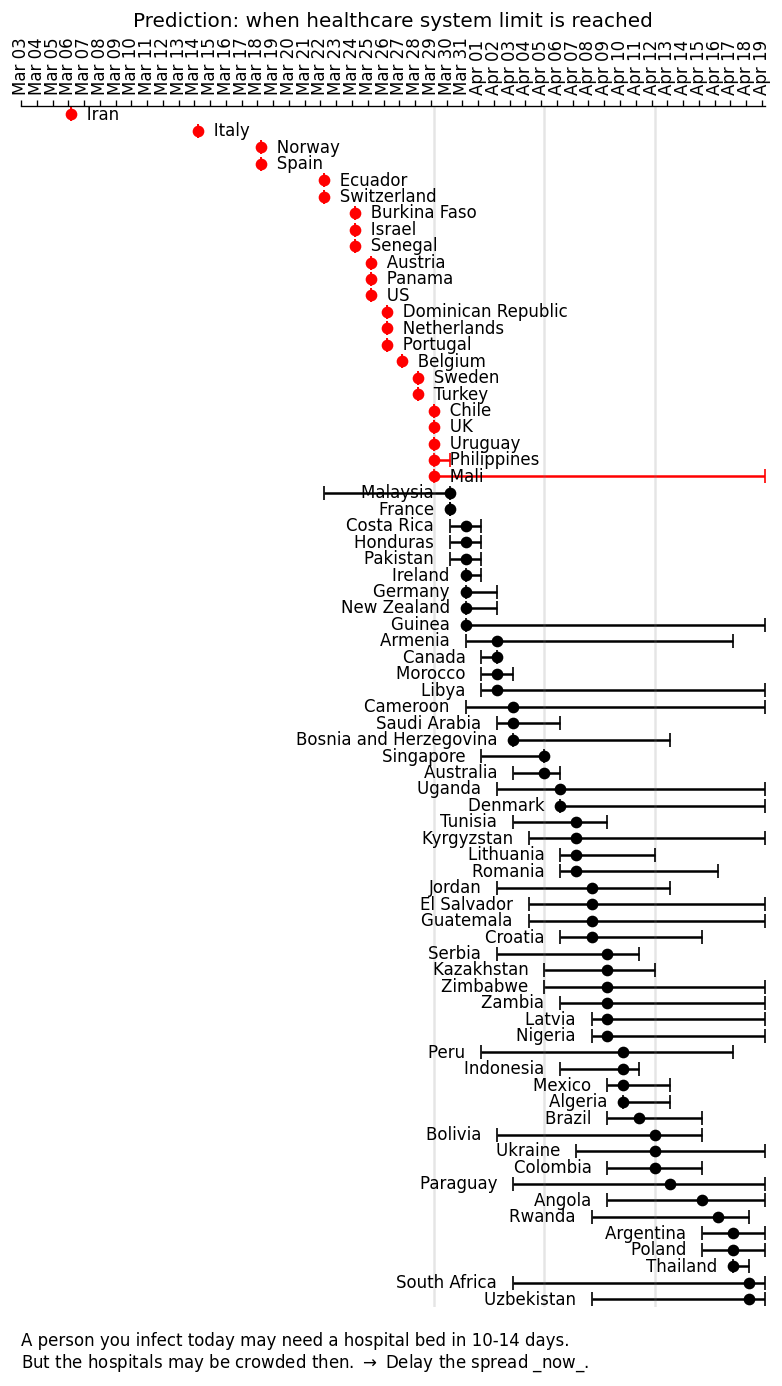 Prediction: when healthcare system limit is reached
Mar 03
Mar 04
Mar 05
Mar 06
Mar 07
Mar 08
Mar 09
Mar 10
Mar 11
Mar 12
Mar 13
Mar 14
Mar 15
Mar 16
Mar 17
Mar 18
Mar 19
Mar 20
Mar 21
Mar 22
Mar 23
Mar 24
Mar 25
Mar 26
Mar 27
Mar 28
Mar 29
Mar 30
Mar 31
Apr 01
Apr 02
Apr 03
Apr 04
Apr 05
Apr 06
Apr 07
Apr 08
Apr 09
Apr 10
Apr 11
Apr 12
Apr 13
Apr 14
Apr 15
Apr 16
Apr 17
Apr 18
Apr 19
Iran
Italy
Norway
Spain
Ecuador
Switzerland
Burkina Faso
Israel
Senegal
Austria
Panama
US
Dominican Republic
Netherlands
Portugal
Belgium
Sweden
Turkey
Chile
UK
Uruguay
Philippines
Mali
Malaysia
France
Costa Rica
Honduras
Pakistan
Ireland
Germany
New Zealand
Guinea
Armenia
Canada
Morocco
Libya
Cameroon
Saudi Arabia
Bosnia and Herzegovina
Singapore
Australia
Uganda
Denmark
Tunisia
Kyrgyzstan
Lithuania
Romania
Jordan
El Salvador
Guatemala
Croatia
Serbia
Kazakhstan
Zimbabwe
Zambia
Latvia
Nigeria
Peru
Indonesia
Mexico
Algeria
Brazil
Bolivia
Ukraine
Colombia
Paraguay
Angola
Rwanda
Argentina
Poland
Thailand
South Africa
Uzbekistan
A person you infect today may need a hospital bed in 10-14 days.
But the hospitals may be crowded then. → Delay the spread _now_.